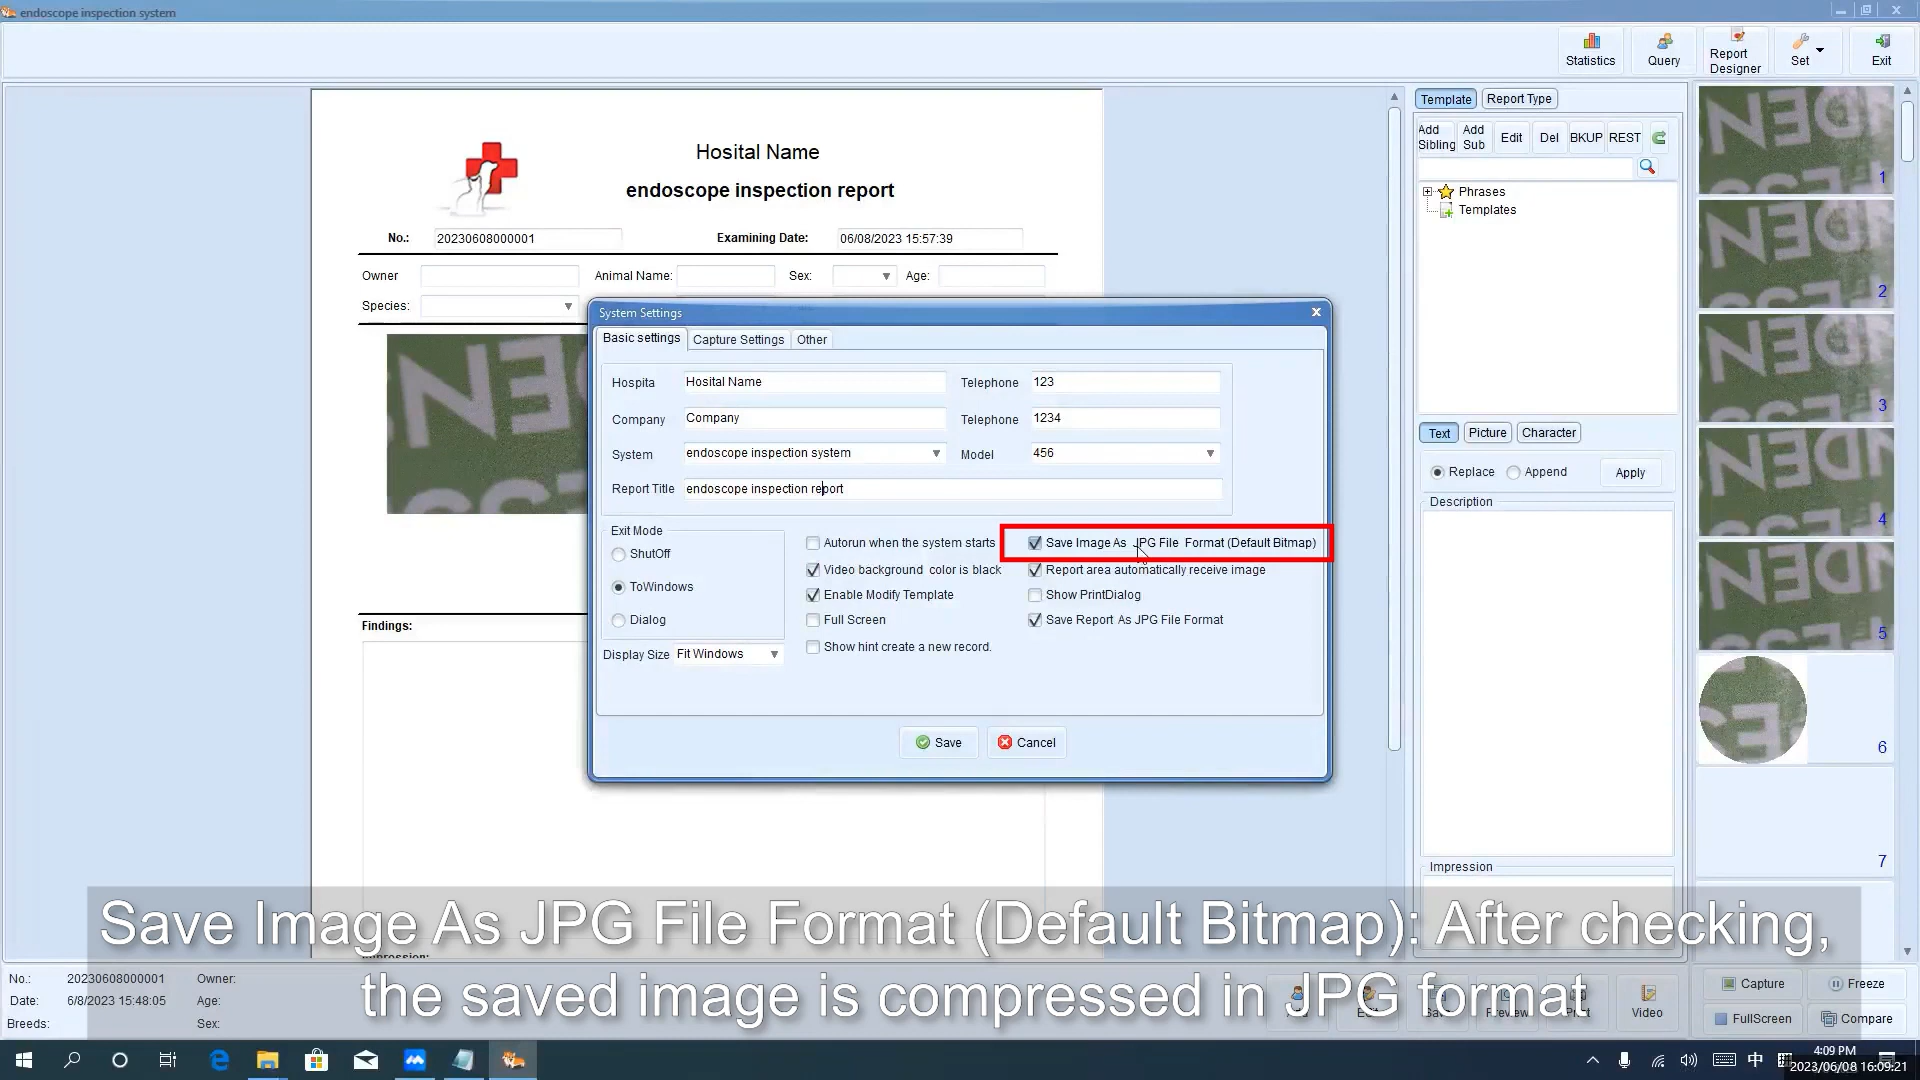 endoscope inspection system
Statistics
Query
Report
Designer
Set
Exit
Hosital Name
endoscope inspection report
No.: 20230608000001
Examining Date: 06/08/2023 15:57:39
Owner
Animal Name:
Sex:
Age:
Species:
Findings:
System Settings
Basic settings
Capture Settings
Other
Hospita Hosital Name
Telephone 123
Company Company
Telephone 1234
System endoscope inspection system
Model 456
Report Title endoscope inspection report
Exit Mode
ShutOff
ToWindows
Dialog
Display Size Fit Windows
Autorun when the system starts
Video background color is black
Enable Modify Template
Full Screen
Show hint create a new record.
Save Image As JPG File Format (Default Bitmap)
Report area automatically receive image
Show PrintDialog
Save Report As JPG File Format
Save
Cancel
Template
Report Type
Add
Sibling
Add
Sub
Edit
Del
BKUP
REST
Phrases
Templates
Text
Picture
Character
Replace
Append
Apply
Description
Impression
1
2
3
4
5
6
7
Save Image As JPG File Format (Default Bitmap): After checking,
the saved image is compressed in JPG format
No.: 20230608000001 Owner:
Date: 6/8/2023 15:48:05 Age:
Breeds: Sex:
Video
Capture
Freeze
FullScreen
Compare
中
4:09 PM
2023/06/08 16:09:21